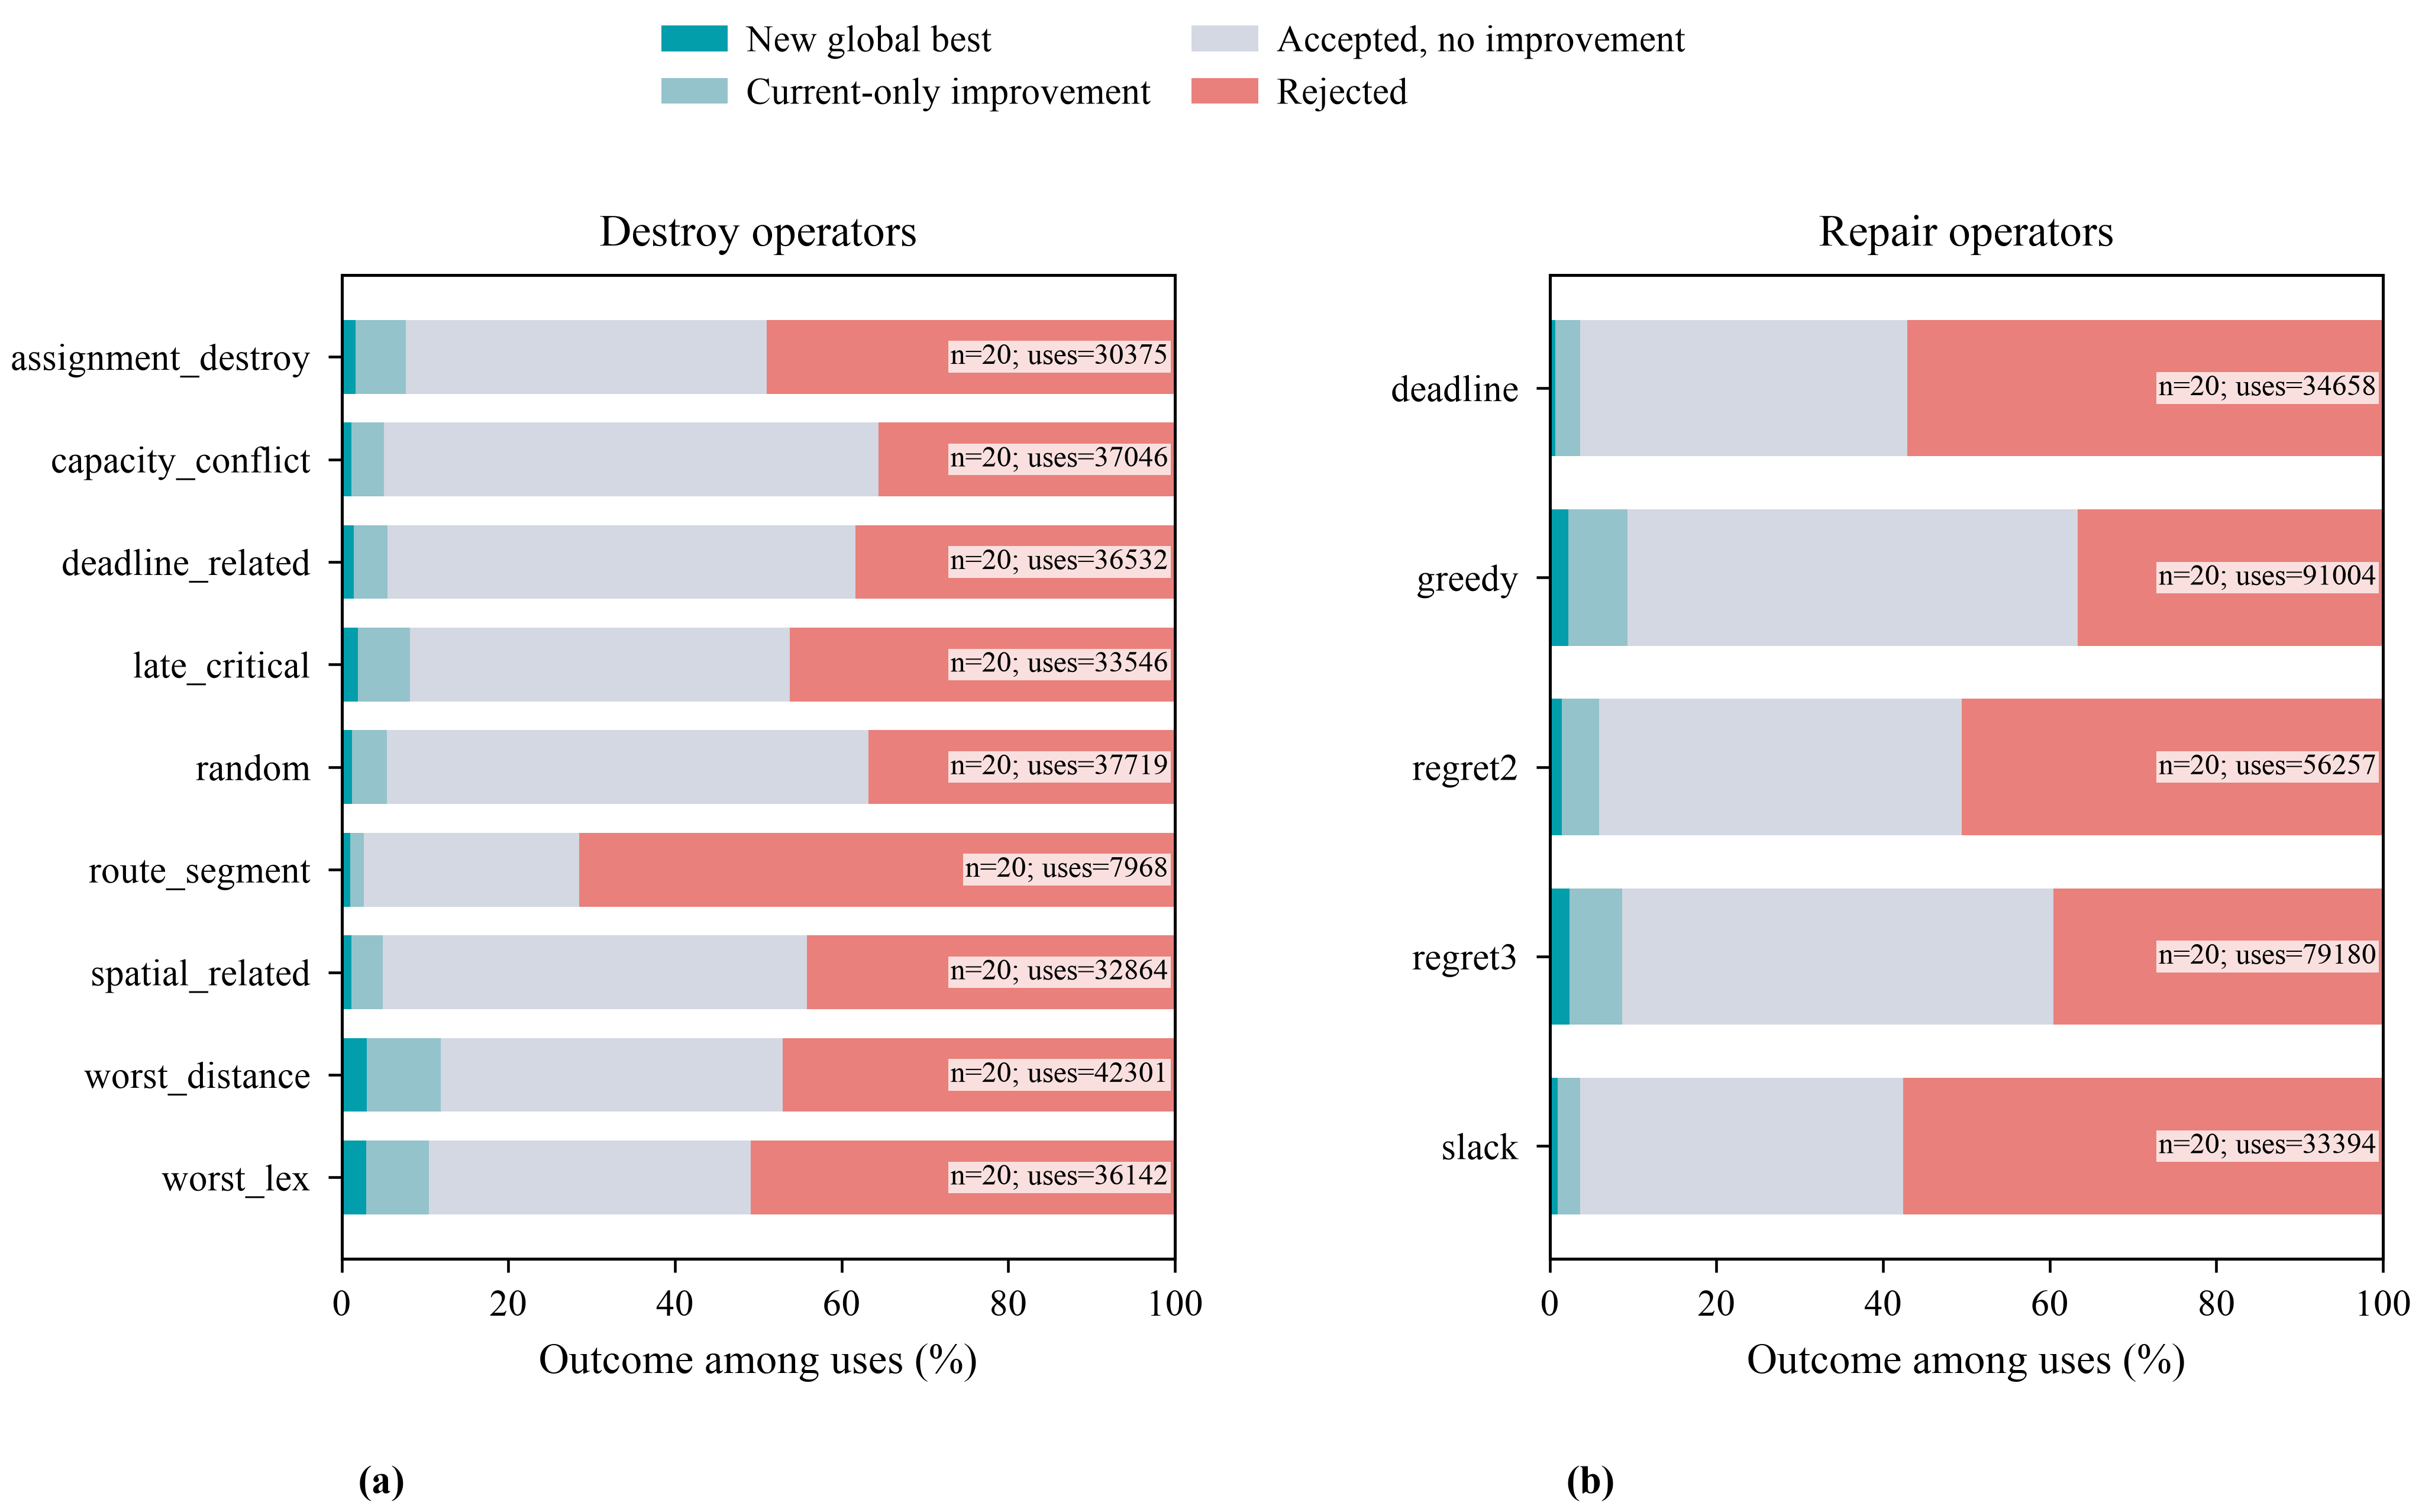 New global best
Current-only improvement
Accepted, no improvement
Rejected
Destroy operators
assignment_destroy
n=20; uses=30375
capacity_conflict
n=20; uses=37046
deadline_related
n=20; uses=36532
late_critical
n=20; uses=33546
random
n=20; uses=37719
route_segment
n=20; uses=7968
spatial_related
n=20; uses=32864
worst_distance
n=20; uses=42301
worst_lex
n=20; uses=36142
0 20 40 60 80 100
Outcome among uses (%)
(a)
Repair operators
deadline
n=20; uses=34658
greedy
n=20; uses=91004
regret2
n=20; uses=56257
regret3
n=20; uses=79180
slack
n=20; uses=33394
0 20 40 60 80 100
Outcome among uses (%)
(b)